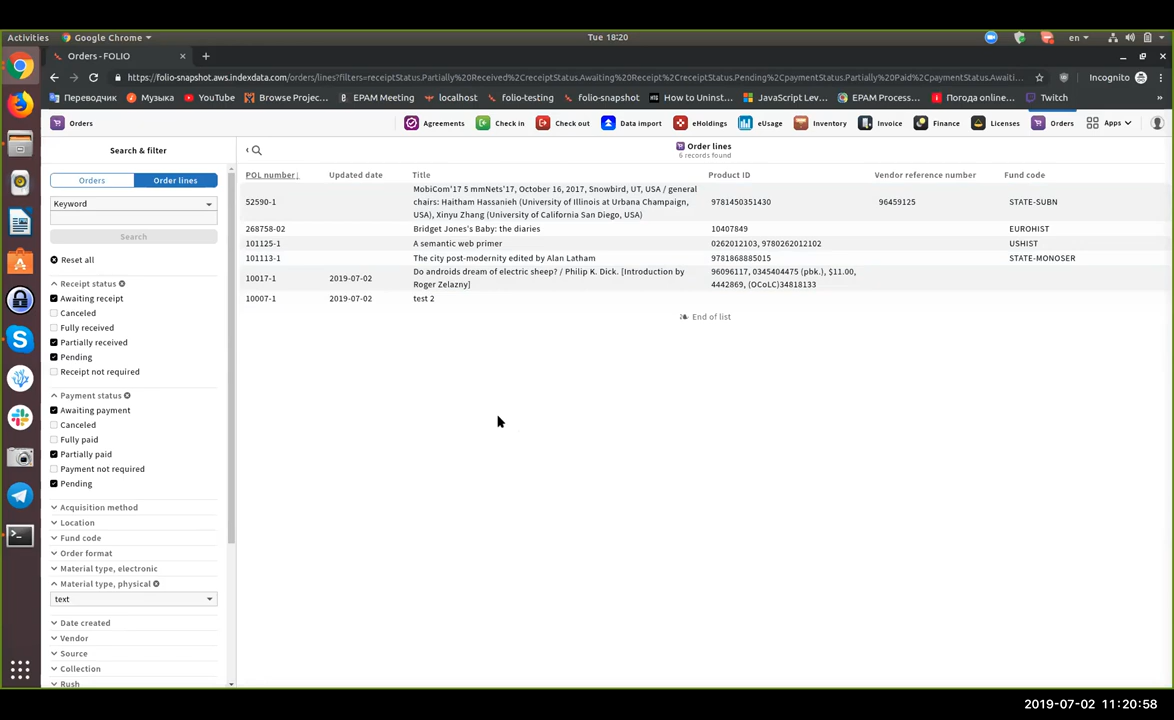 Activities
Google Chrome
Tue 18:20
en
Orders - FOLIO
https://folio-snapshot.aws.indexdata.com/orders/lines?filters=receiptStatus.Partially%20Received%2CreceiptStatus.Awaiting%20Receipt%2CreceiptStatus.Pending%2CpaymentStatus.Partially%20Paid%2CpaymentStatus.Awaiti...
Incognito
Переводчик
Музыка
YouTube
Browse Projec...
EPAM Meeting
localhost
folio-testing
folio-snapshot
How to Uninst...
JavaScript Lev...
EPAM Process...
Погода online...
Twitch
»
Orders
Agreements
Check in
Check out
Data import
eHoldings
eUsage
Inventory
Invoice
Finance
Licenses
Orders
Apps
Search & filter
Order lines
6 records found
Orders
Order lines
POL number
Updated date
Title
Product ID
Vendor reference number
Fund code
Keyword
Search
Reset all
MobiCom'17 5 mmNets'17, October 16, 2017, Snowbird, UT, USA / general
52590-1
chairs: Haitham Hassanieh (University of Illinois at Urbana Champaign,
9781450351430
96459125
STATE-SUBN
USA), Xinyu Zhang (University of California San Diego, USA)
268758-02
Bridget Jones's Baby: the diaries
10407849
EUROHIST
101125-1
A semantic web primer
0262012103, 9780262012102
USHIST
101113-1
The city post-modernity edited by Alan Latham
9781868885015
STATE-MONOSER
10017-1
2019-07-02
Do androids dream of electric sheep? / Philip K. Dick. [Introduction by
Roger Zelazny]
96096117, 0345404475 (pbk.), $11.00,
4442869, (OCoLC)34818133
10007-1
2019-07-02
test 2
End of list
Receipt status
Awaiting receipt
Canceled
Fully received
Partially received
Pending
Receipt not required
Payment status
Awaiting payment
Canceled
Fully paid
Partially paid
Payment not required
Pending
Acquisition method
Location
Fund code
Order format
Material type, electronic
Material type, physical
text
Date created
Vendor
Source
Collection
Rush
2019-07-02 11:20:58